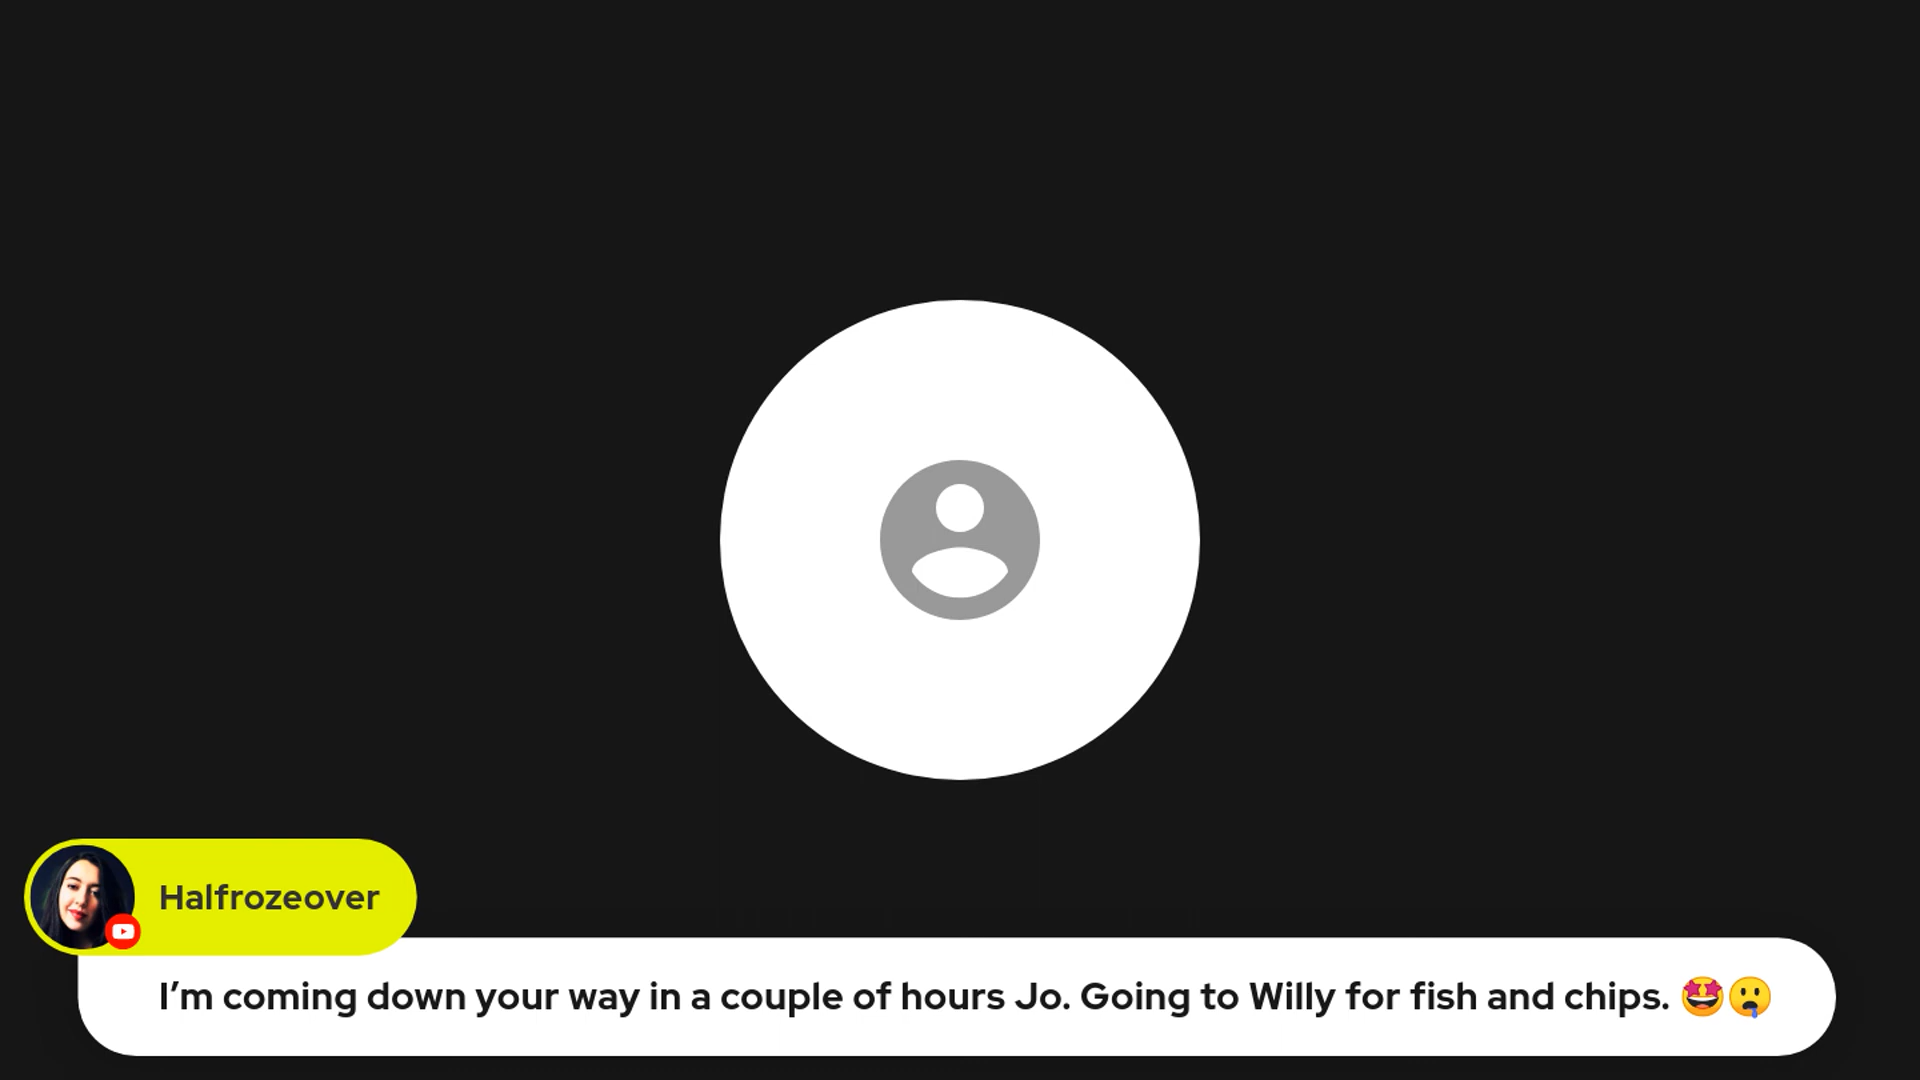 Halfrozeover
I’m coming down your way in a couple of hours Jo. Going to Willy for fish and chips. 🤩🤤